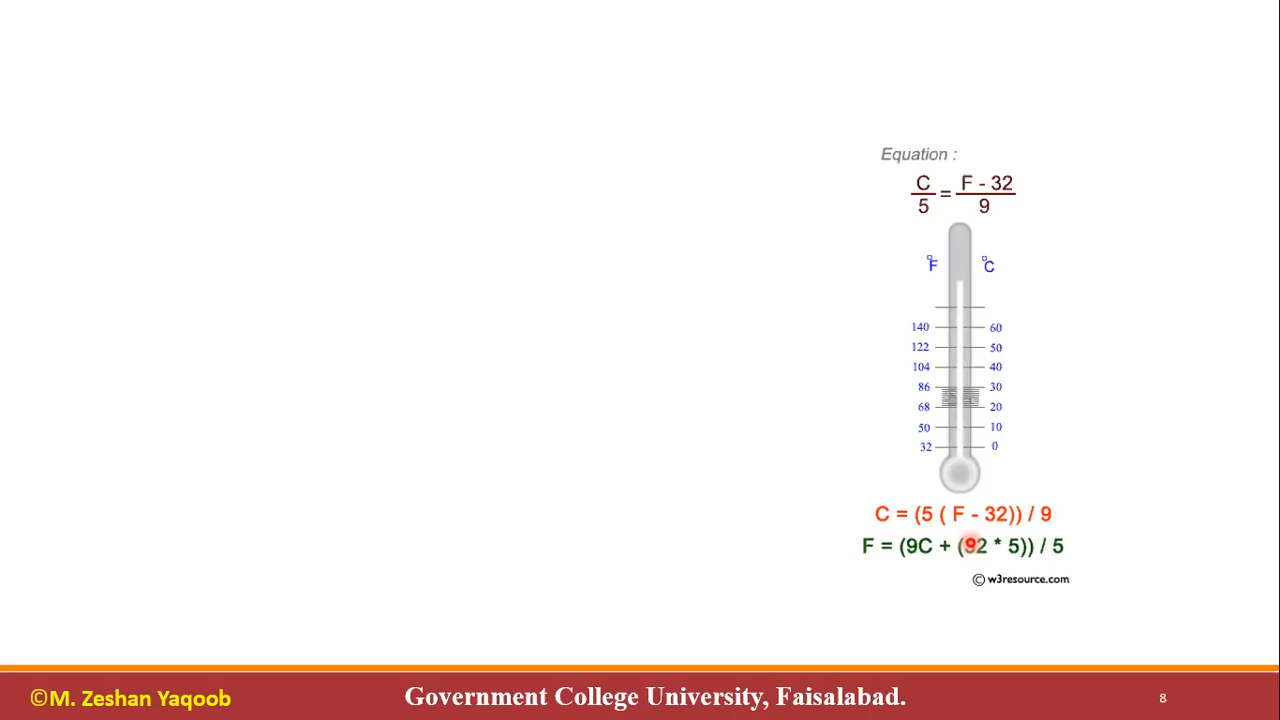 Equation :
C/5 = F - 32/9
°F °C
140 60
122 50
104 40
86 30
68 20
50 10
32 0
C = (5 ( F - 32)) / 9
F = (9C + (92 * 5)) / 5
© w3resource.com
©M. Zeshan Yaqoob Government College University, Faisalabad. 8